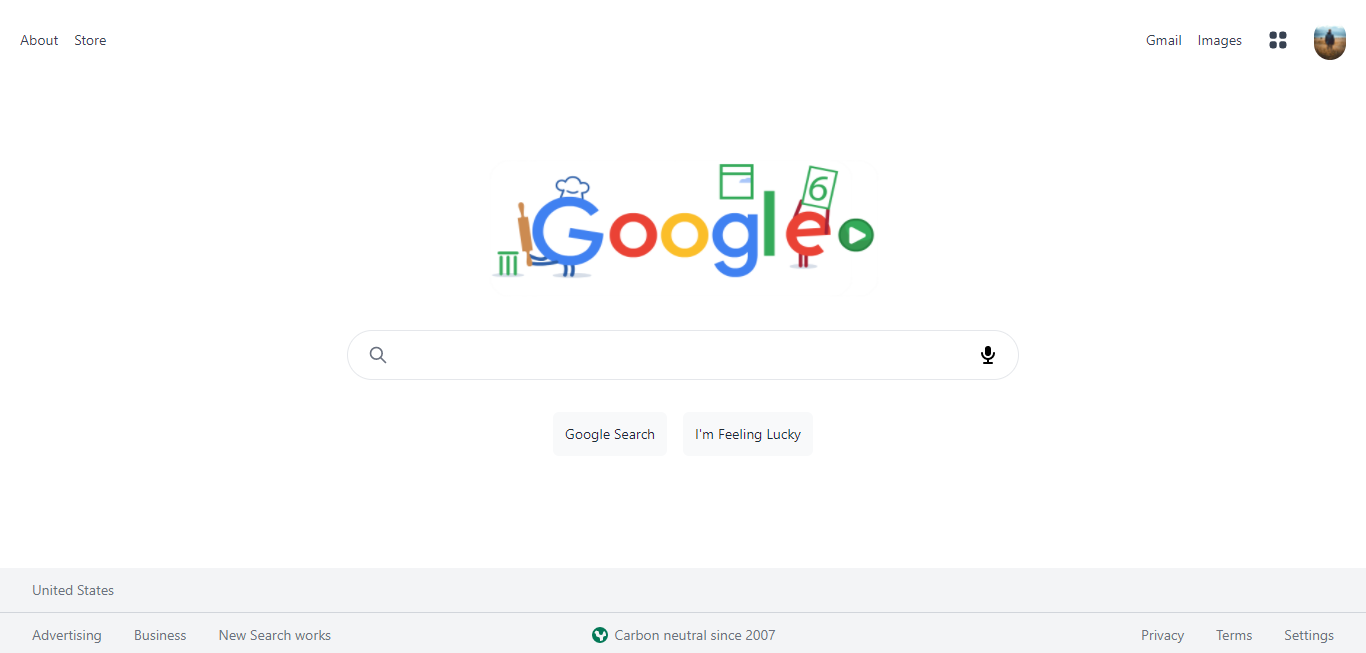 About Store
Gmail Images
6
Google
Google Search
I'm Feeling Lucky
United States
Advertising Business New Search works
Carbon neutral since 2007
Privacy Terms Settings